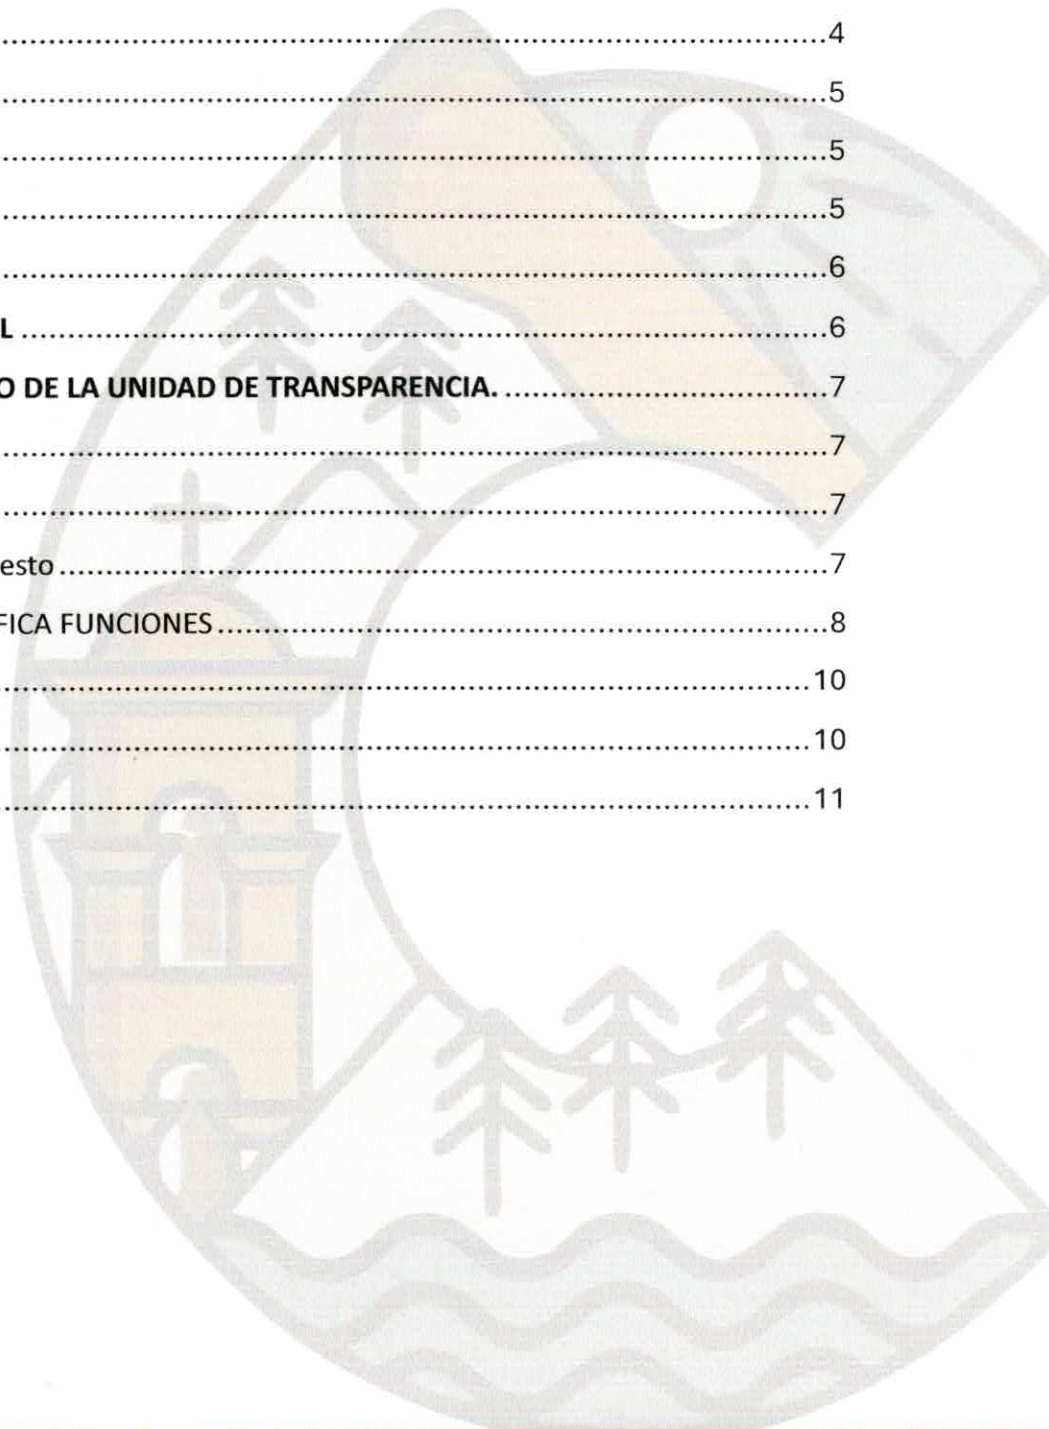 ........4
........5
........5
........5
........6
L ........6
O DE LA UNIDAD DE TRANSPARENCIA. ........7
........7
........7
esto ........7
FICA FUNCIONES ........8
........10
........10
........11